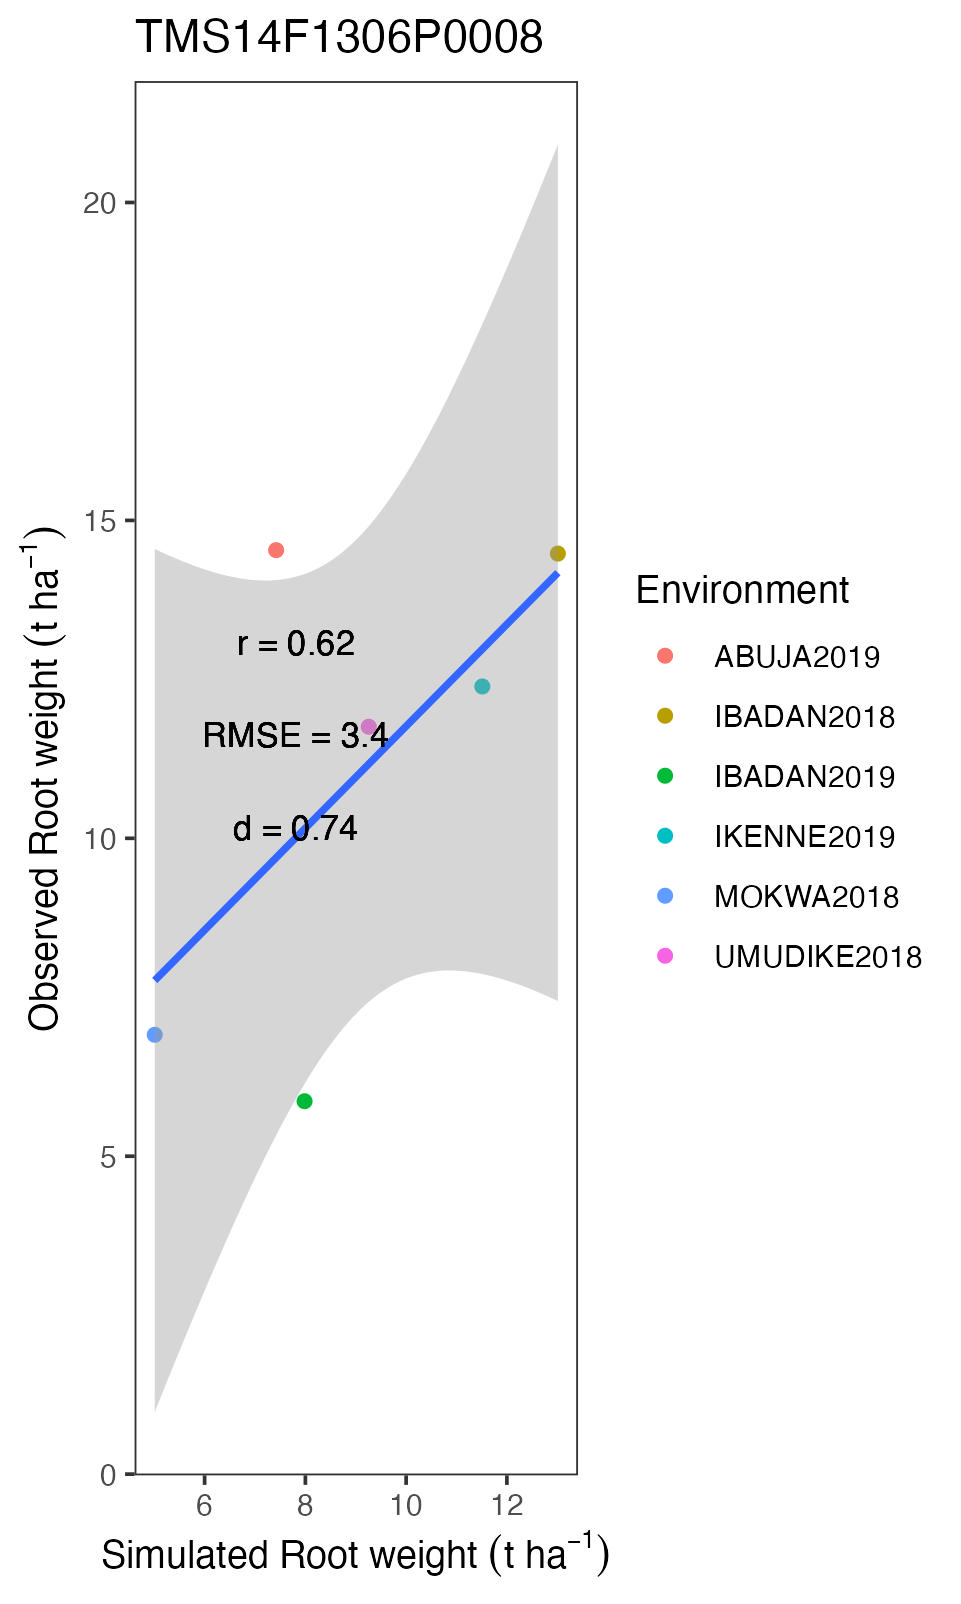 TMS14F1306P0008
Observed Root weight (t ha⁻¹)
20
15
10
5
0
r = 0.62
RMSE = 3.4
d = 0.74
6 8 10 12
Simulated Root weight (t ha⁻¹)
Environment
ABUJA2019
IBADAN2018
IBADAN2019
IKENNE2019
MOKWA2018
UMUDIKE2018